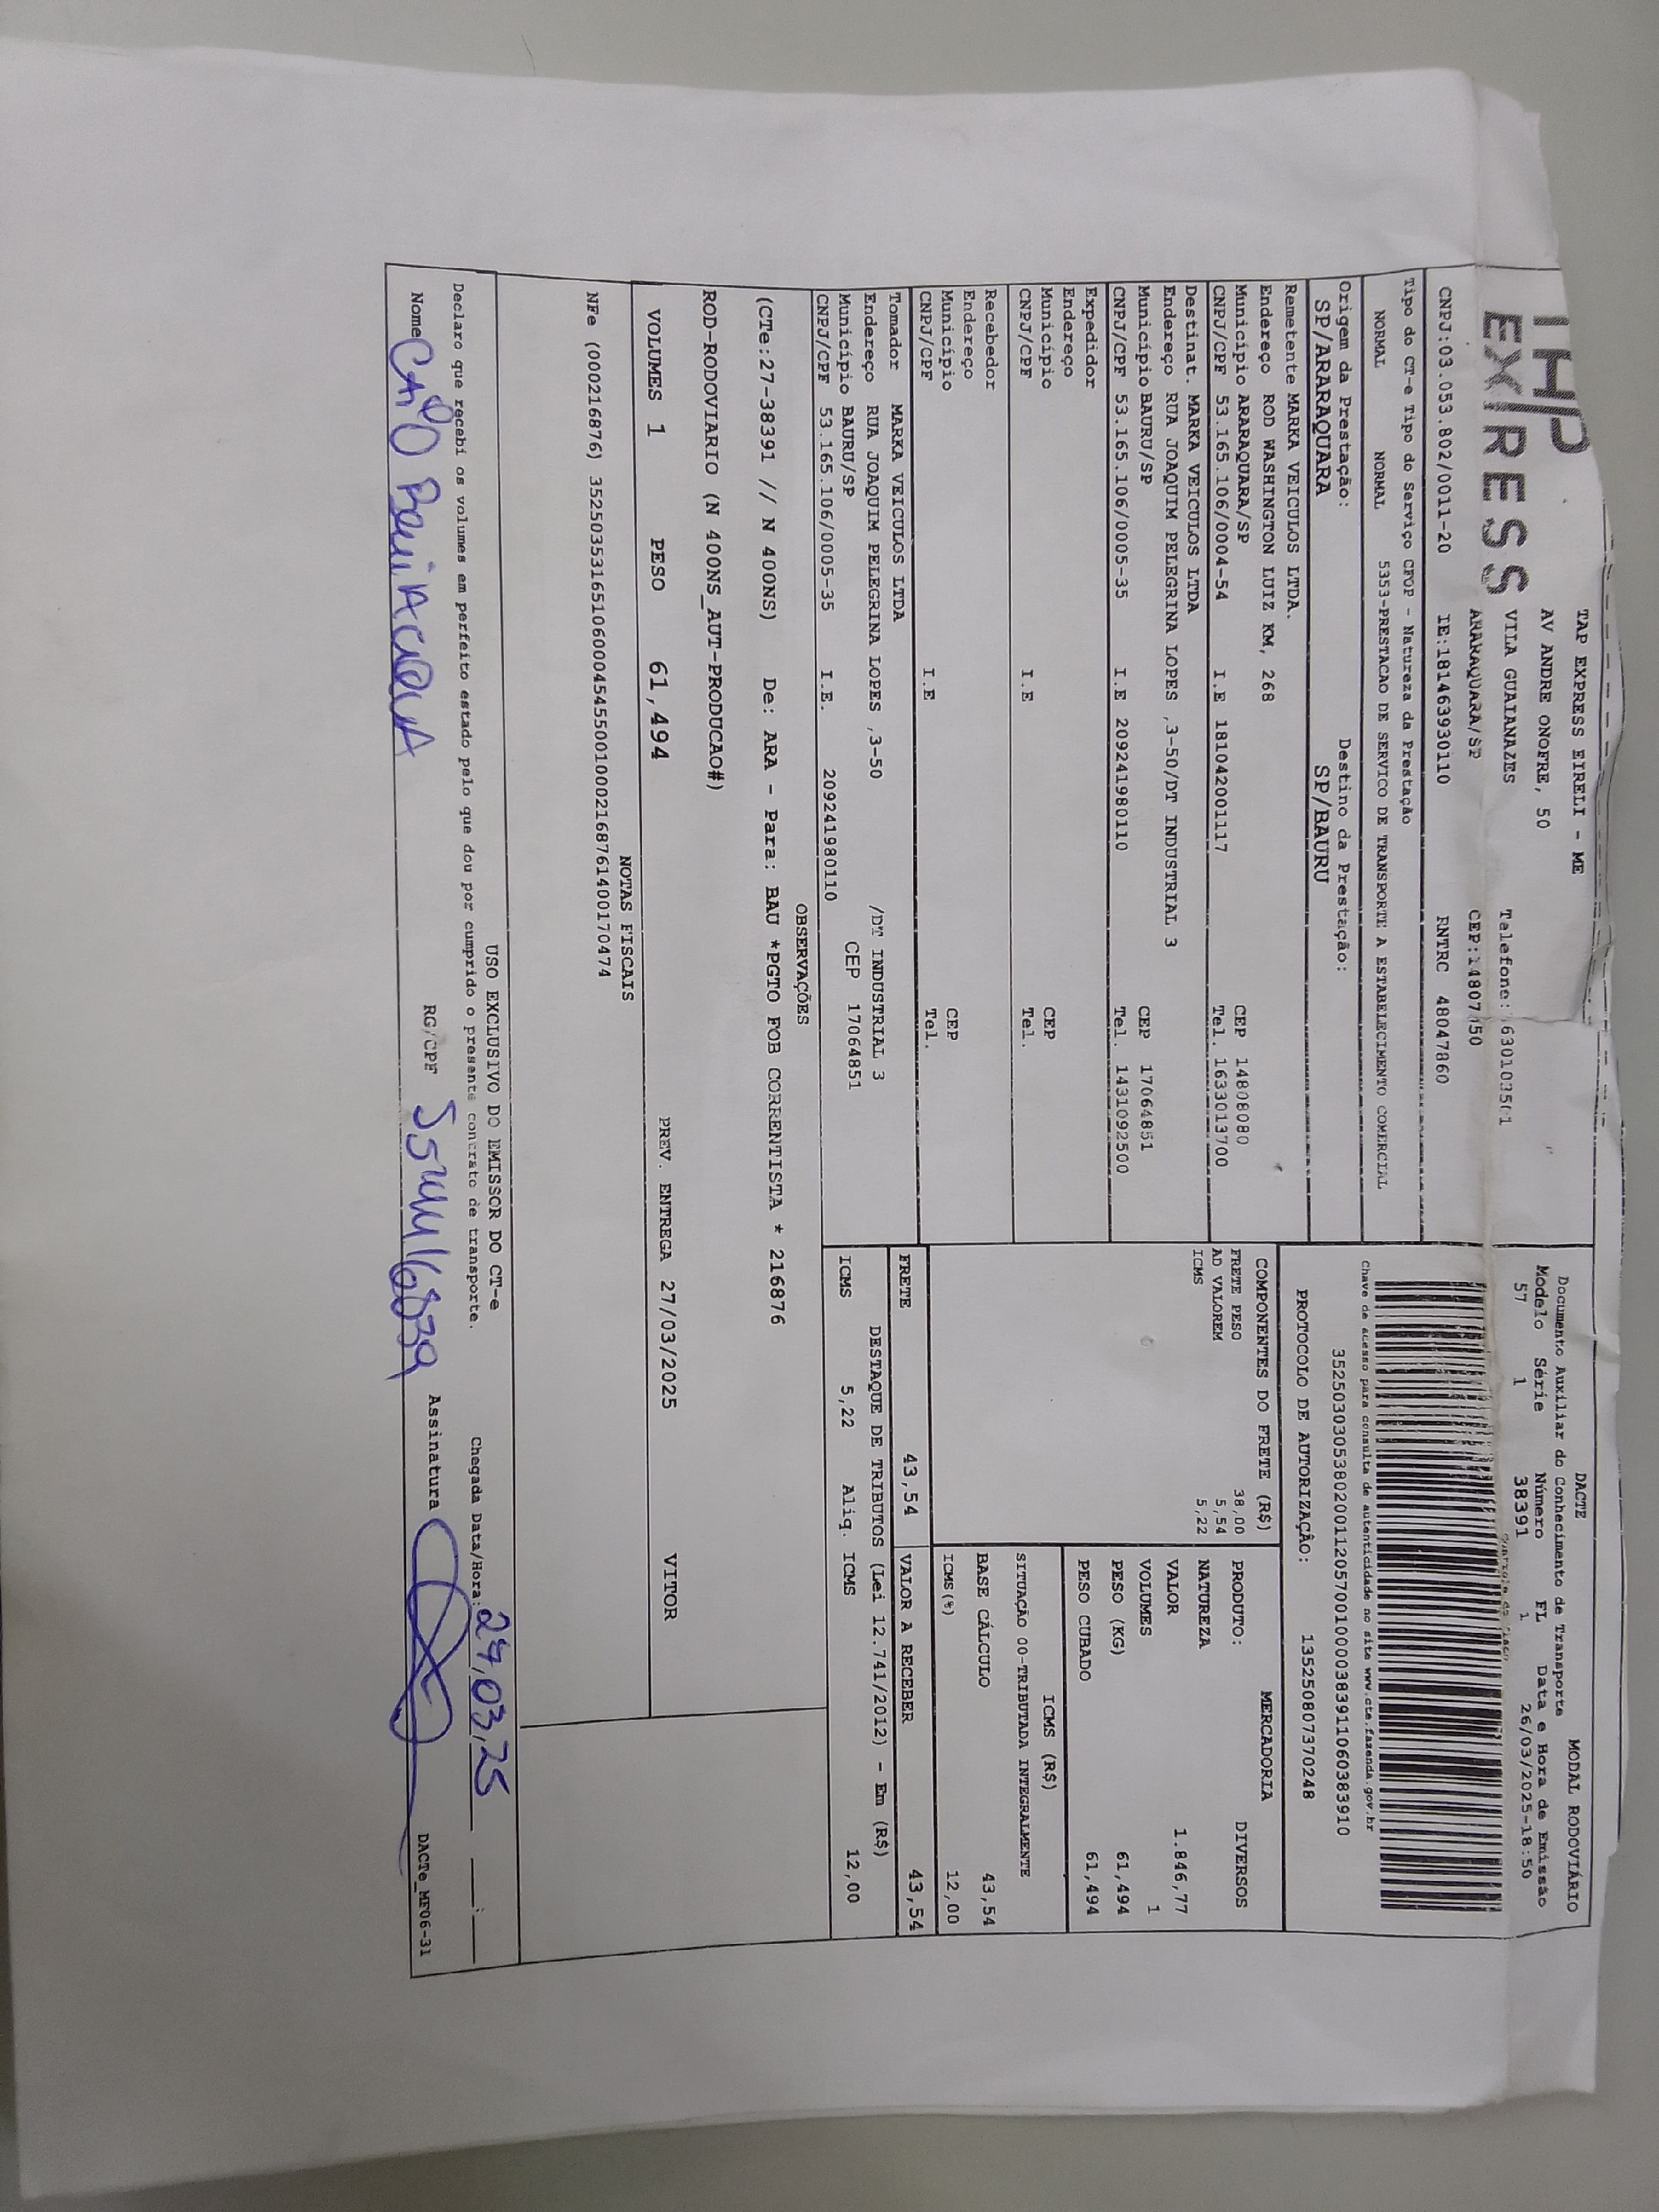 EXPRESS
TAP EXPRESS EIRELI - ME
AV ANDRE ONOFRE, 50
VILA GUAIANAZES
ARARAQUARA/SP
CNPJ:03.053.802/0011-20 IE:181463930110 RNTRC 48047860
Tipo do CT-e Tipo do Serviço CFOP - Natureza da Prestação
NORMAL NORMAL 5353-PRESTACAO DE SERVICO DE TRANSPORTE A ESTABELECIMENTO COMERCIAL
Origem da Prestação: Destino da Prestação:
SP/ARARAQUARA SP/BAURU
DACTE MODAL RODOVIÁRIO
Documento Auxiliar do Conhecimento de Transporte
Modelo Série Número FL Data e Hora de Emissão
57 1 38391 1 26/03/2025-18:50
Chave de acesso para consulta de autenticidade no site www.cte.fazenda.gov.br
35250303053802001120570010000383911060383910
PROTOCOLO DE AUTORIZAÇÃO: 135250807370248
Remetente MARKA VEICULOS LTDA.
Endereço ROD WASHINGTON LUIZ KM, 268
Município ARARAQUARA/SP CEP 14808080
CNPJ/CPF 53.165.106/0004-54 I.E 181042001117 Tel. 1633013700
Destinat. MARKA VEICULOS LTDA
Endereço RUA JOAQUIM PELEGRINA LOPES ,3-50/DT INDUSTRIAL 3
Município BAURU/SP CEP 17064851
CNPJ/CPF 53.165.106/0005-35 I.E 209241980110 Tel. 1431092500
Expedidor
Endereço
Município CEP
CNPJ/CPF I.E Tel.
Recebedor
Endereço
Município CEP
CNPJ/CPF I.E Tel.
Tomador MARKA VEICULOS LTDA
Endereço RUA JOAQUIM PELEGRINA LOPES ,3-50 /DT INDUSTRIAL 3
Município BAURU/SP CEP 17064851
CNPJ/CPF 53.165.106/0005-35 I.E. 209241980110
COMPONENTES DO FRETE (R$)
FRETE PESO 38,00
AD VALOREM 5,54
ICMS 5,22
MERCADORIA
PRODUTO: DIVERSOS
NATUREZA
VALOR 1.846,77
VOLUMES 1
PESO (KG) 61,494
PESO CUBADO 61,494
ICMS (R$)
SITUAÇÃO 00-TRIBUTADA INTEGRALMENTE
BASE CÁLCULO 43,54
ICMS(%) 12,00
FRETE 43,54 VALOR A RECEBER 43,54
DESTAQUE DE TRIBUTOS (Lei 12.741/2012) - Em (R$)
ICMS 5,22 Aliq. ICMS 12,00
OBSERVAÇÕES
(CTe:27-38391 // N 400NS) De: ARA - Para: BAU *PGTO FOB CORRENTISTA * 216876
ROD-RODOVIARIO (N 400NS_AUT-PRODUCAO#)
VOLUMES 1 PESO 61,494 PREV. ENTREGA 27/03/2025 VITOR
NOTAS FISCAIS
NFe (000216876) 35250353165106000454550010002168761400170474
USO EXCLUSIVO DO EMISSOR DO CT-e
Declaro que recebi os volumes em perfeito estado pelo que dou por cumprido o presente contrato de transporte. Chegada Data/Hora:
Nome RG/CPF Assinatura
DACTe_MF06-31